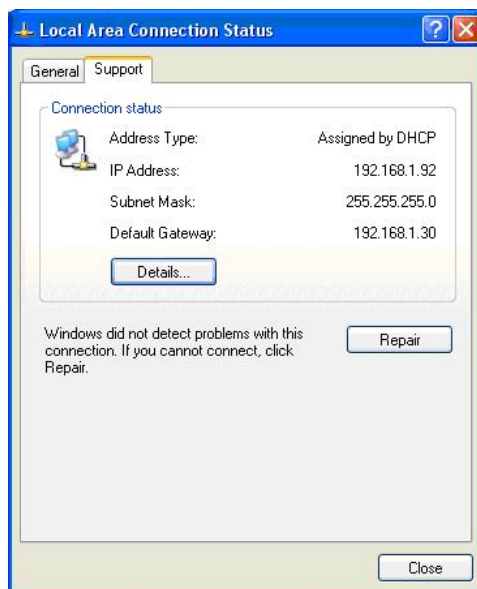 Local Area Connection Status
General Support
Connection status
Address Type: Assigned by DHCP
IP Address: 192.168.1.92
Subnet Mask: 255.255.255.0
Default Gateway: 192.168.1.30
Details...
Windows did not detect problems with this
connection. If you cannot connect, click
Repair.
Repair
Close